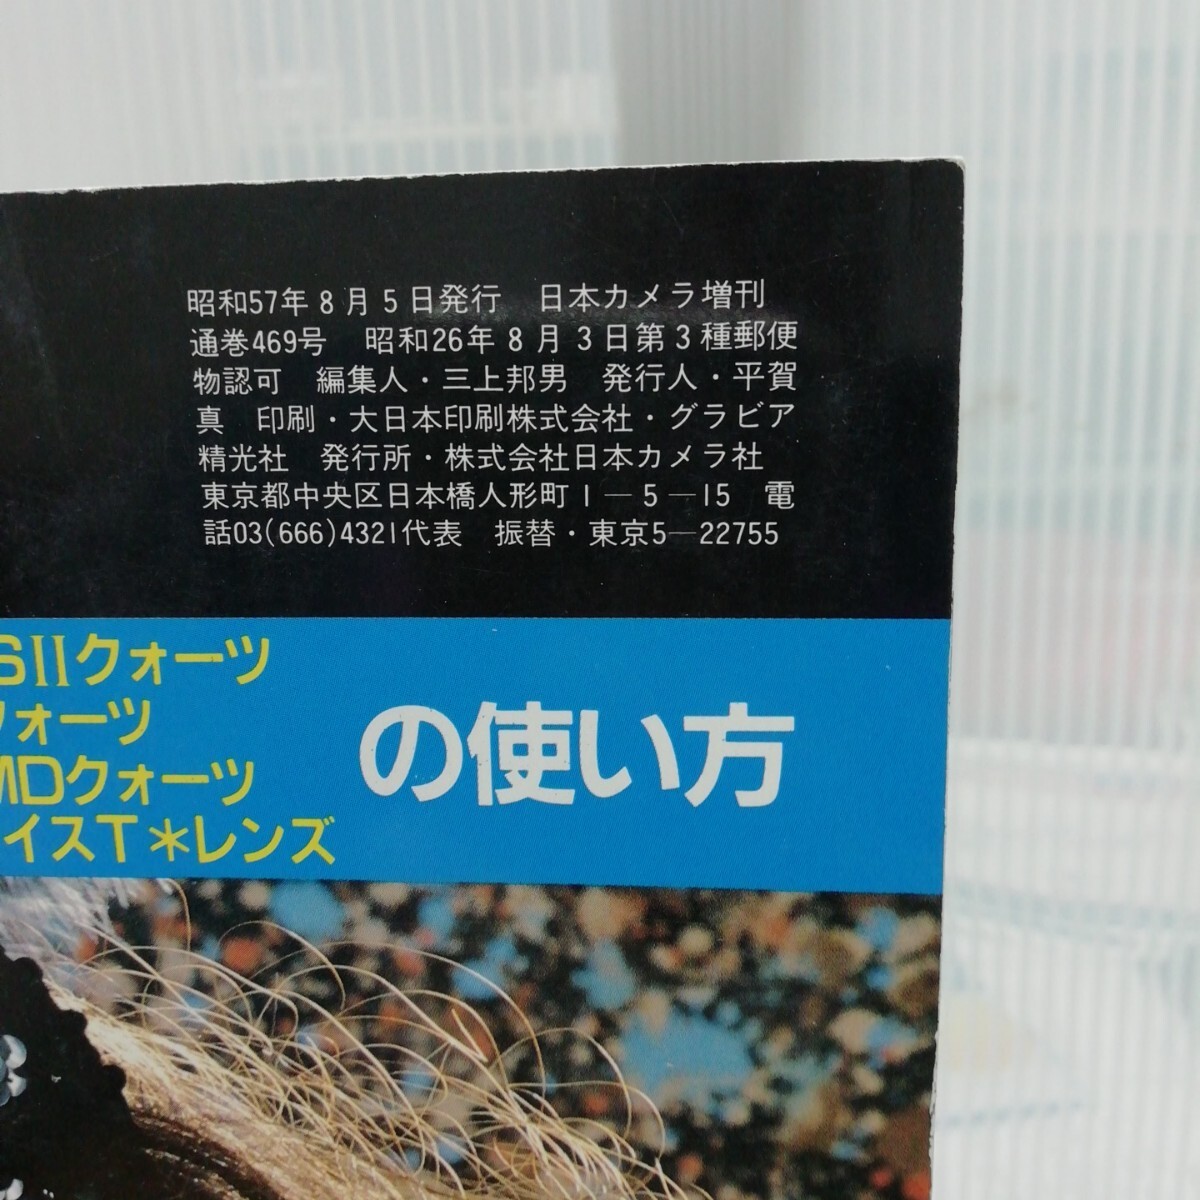 昭和57年8月5日発行　日本カメラ増刊
通巻469号　昭和26年8月3日第3種郵便
物認可　編集人・三上邦男　発行人・平賀
真　印刷・大日本印刷株式会社・グラビア
精光社　発行所・株式会社日本カメラ社
東京都中央区日本橋人形町1―5―15　電
話03(666)4321代表　振替・東京5―22755
SIIクォーツ
クォーツ
MDクォーツ
イスT＊レンズ
の使い方